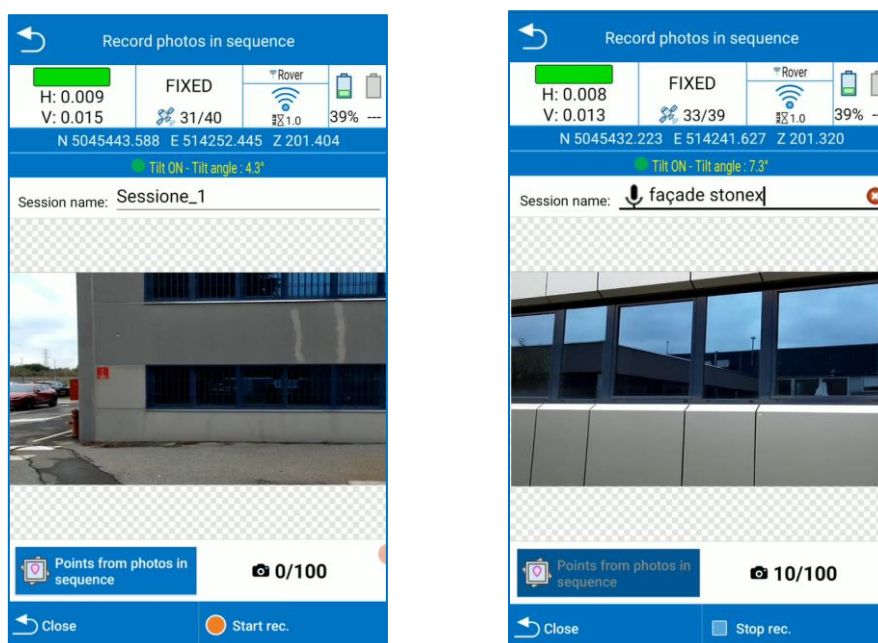 Record photos in sequence
H: 0.009
V: 0.015
FIXED
31/40
Rover
1.0
39%
--
N 5045443.588 E 514252.445 Z 201.404
Tilt ON - Tilt angle : 4.3°
Session name: Sessione_1
Points from photos in
sequence
0/100
Close
Start rec.
Record photos in sequence
H: 0.008
V: 0.013
FIXED
33/39
Rover
1.0
39%
--
N 5045432.223 E 514241.627 Z 201.320
Tilt ON - Tilt angle : 7.3°
Session name: façade stonex
Points from photos in
sequence
10/100
Close
Stop rec.